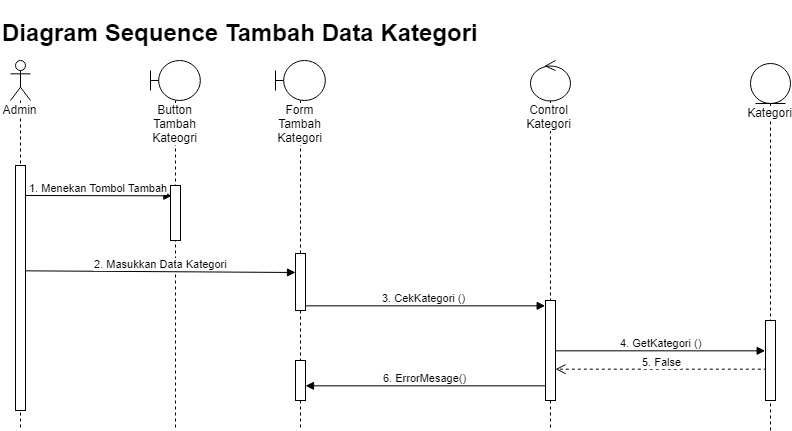 Diagram Sequence Tambah Data Kategori
Admin
Button
Tambah
Kateogri
Form
Tambah
Kategori
Control
Kategori
Kategori
1. Menekan Tombol Tambah
2. Masukkan Data Kategori
3. CekKategori ()
4. GetKategori ()
5. False
6. ErrorMesage()